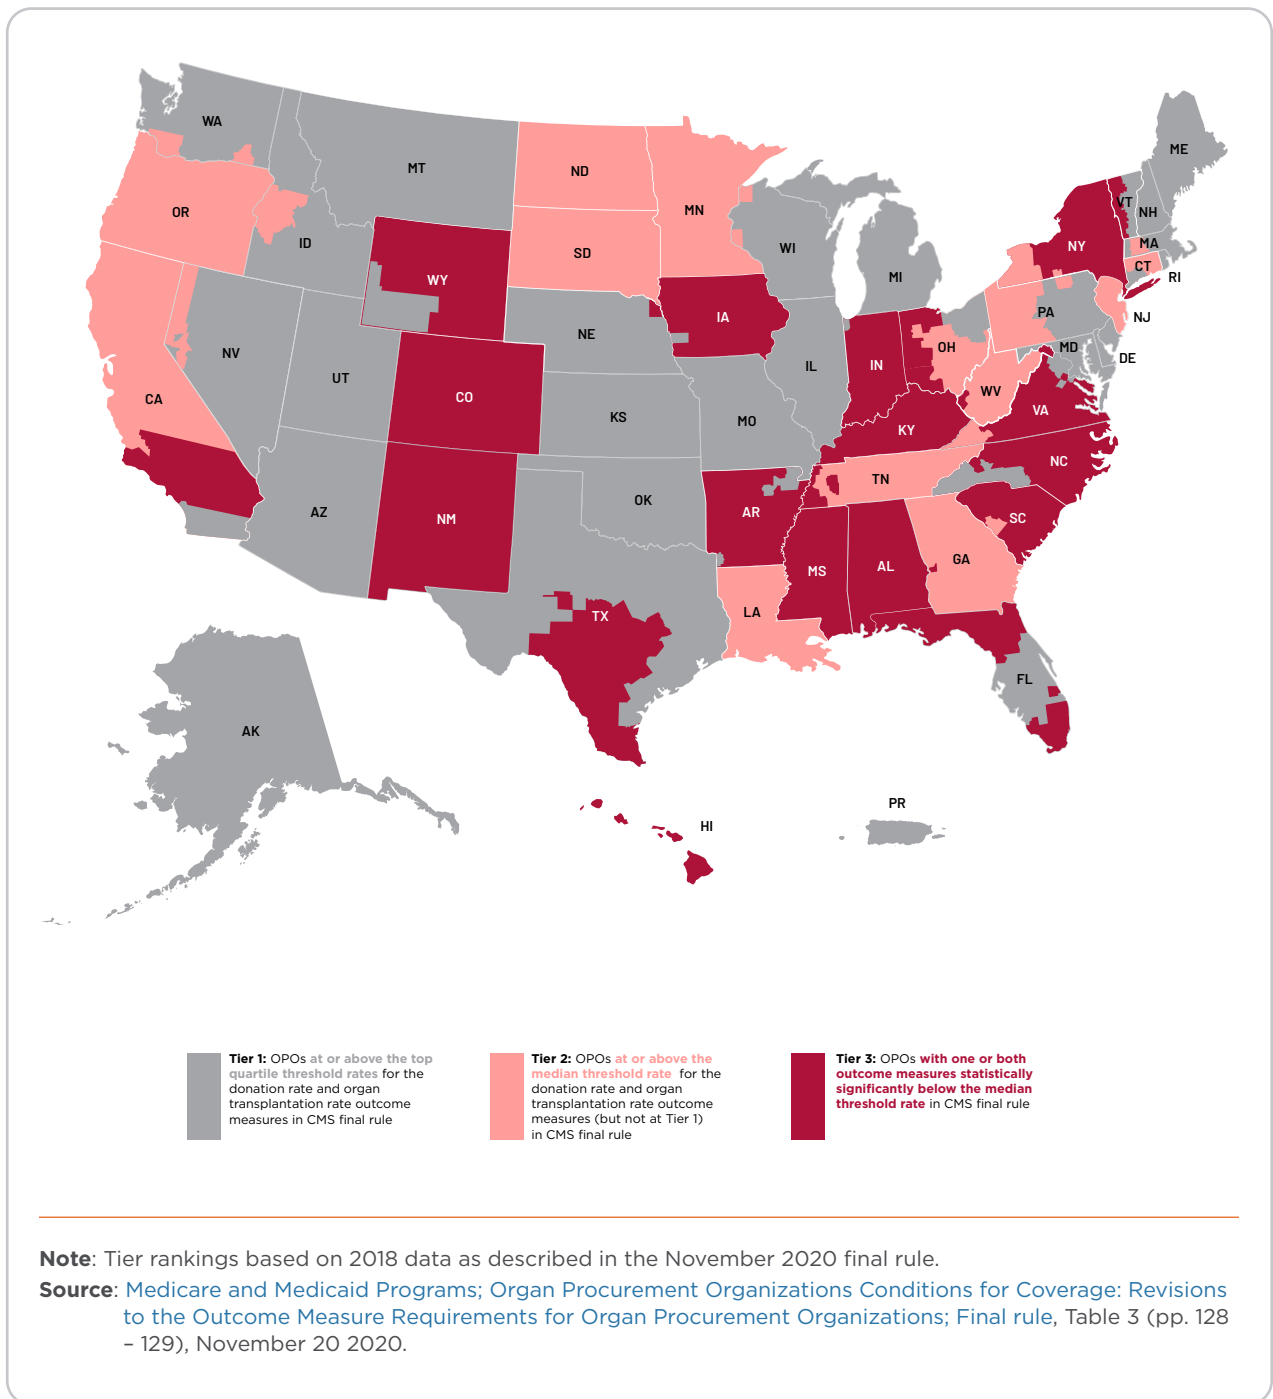 WA
MT
ND
MN
ME
OR
ID
SD
WI
VT
NH
NY
MA
CT
RI
WY
MI
NE
IA
PA
NJ
NV
UT
CO
IL
IN
OH
MD
DE
CA
KS
MO
WV
VA
KY
NC
AZ
NM
OK
AR
TN
SC
MS
AL
GA
LA
TX
FL
AK
HI
PR
Tier 1: OPOs at or above the top
quartile threshold rates for the
donation rate and organ
transplantation rate outcome
measures in CMS final rule
Tier 2: OPOs at or above the
median threshold rate for the
donation rate and organ
transplantation rate outcome
measures (but not at Tier 1)
in CMS final rule
Tier 3: OPOs with one or both
outcome measures statistically
significantly below the median
threshold rate in CMS final rule
Note: Tier rankings based on 2018 data as described in the November 2020 final rule.
Source: Medicare and Medicaid Programs; Organ Procurement Organizations Conditions for Coverage: Revisions
to the Outcome Measure Requirements for Organ Procurement Organizations; Final rule, Table 3 (pp. 128
– 129), November 20 2020.